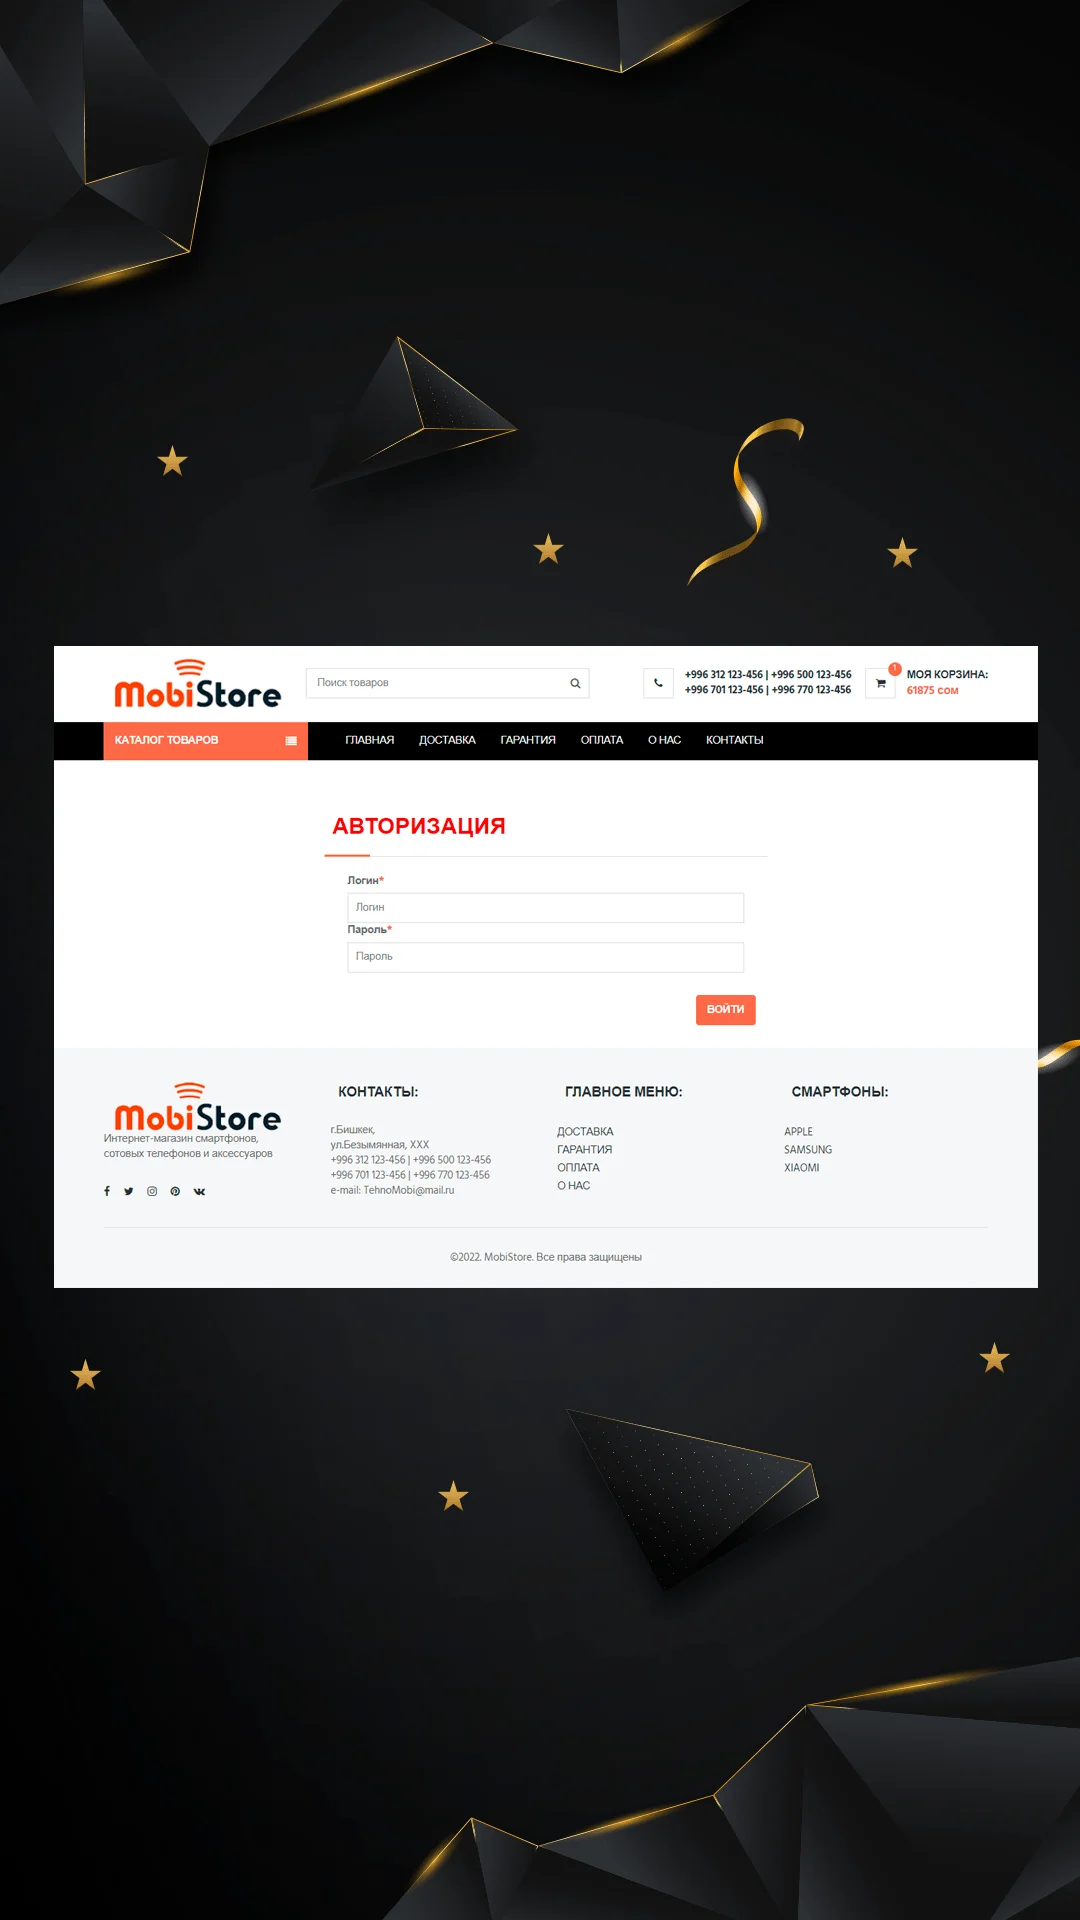 MobiStore
Поиск товаров
+996 312 123-456 | +996 500 123-456
+996 701 123-456 | +996 770 123-456
1
МОЯ КОРЗИНА:
61875 сом
КАТАЛОГ ТОВАРОВ
ГЛАВНАЯ ДОСТАВКА ГАРАНТИЯ ОПЛАТА О НАС КОНТАКТЫ
АВТОРИЗАЦИЯ
Логин*
Логин
Пароль*
Пароль
ВОЙТИ
MobiStore
Интернет-магазин смартфонов,
сотовых телефонов и аксессуаров
КОНТАКТЫ:
г.Бишкек,
ул.Безымянная, XXX
+996 312 123-456 | +996 500 123-456
+996 701 123-456 | +996 770 123-456
e-mail: TehnoMobi@mail.ru
ГЛАВНОЕ МЕНЮ:
ДОСТАВКА
ГАРАНТИЯ
ОПЛАТА
О НАС
СМАРТФОНЫ:
APPLE
SAMSUNG
XIAOMI
©2022. MobiStore. Все права защищены